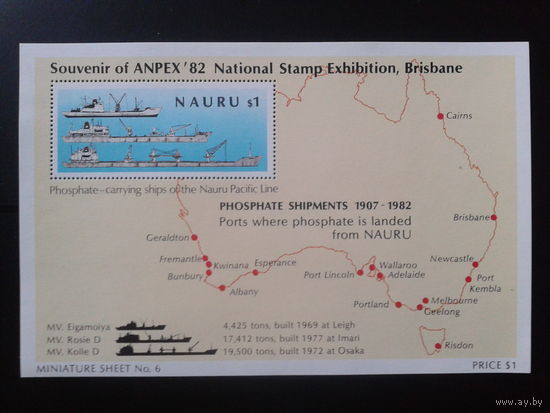 Souvenir of ANPEX '82 National Stamp Exhibition, Brisbane
NAURU $1
Phosphate-carrying ships of the Nauru Pacific Line
PHOSPHATE SHIPMENTS 1907-1982
Ports where phosphate is landed
from NAURU
Cairns
Brisbane
Geraldton
Fremantle
Kwinana
Bunbury
Albany
Esperance
Port Lincoln
Wallaroo
Adelaide
Newcastle
Port
Kembla
Portland
Melbourne
Geelong
Risdon
MV. Eigamoiya 4,425 tons, built 1969 at Leigh
MV. Rosie D 17,412 tons, built 1977 at Imari
MV. Kolle D 19,500 tons, built 1972 at Osaka
MINIATURE SHEET No. 6
PRICE $1
www.ay.by